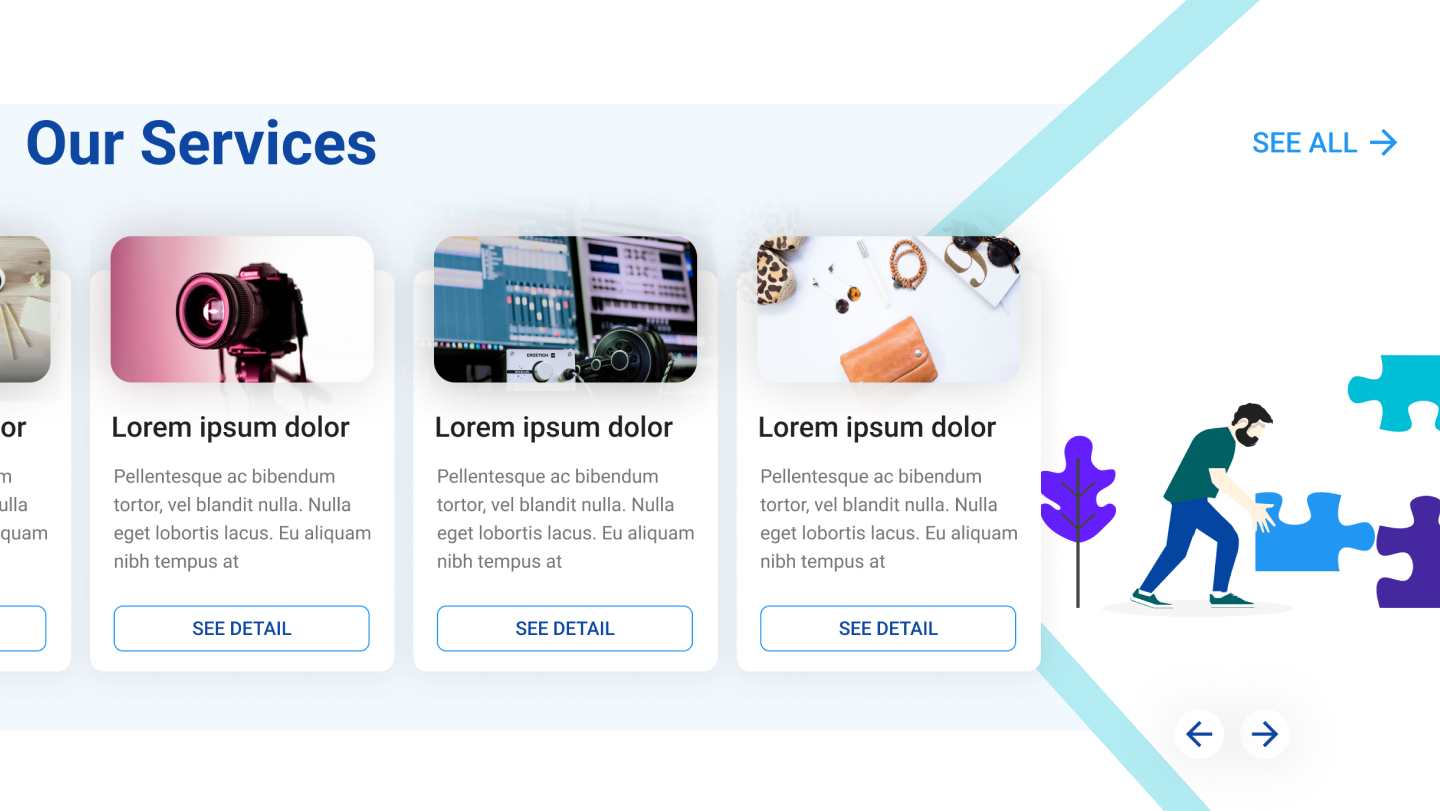 Our Services
SEE ALL
Canon
ERZETICH
9
or
Lorem ipsum dolor
Lorem ipsum dolor
Lorem ipsum dolor
m
ulla
quam
Pellentesque ac bibendum
tortor, vel blandit nulla. Nulla
eget lobortis lacus. Eu aliquam
nibh tempus at
Pellentesque ac bibendum
tortor, vel blandit nulla. Nulla
eget lobortis lacus. Eu aliquam
nibh tempus at
Pellentesque ac bibendum
tortor, vel blandit nulla. Nulla
eget lobortis lacus. Eu aliquam
nibh tempus at
SEE DETAIL
SEE DETAIL
SEE DETAIL